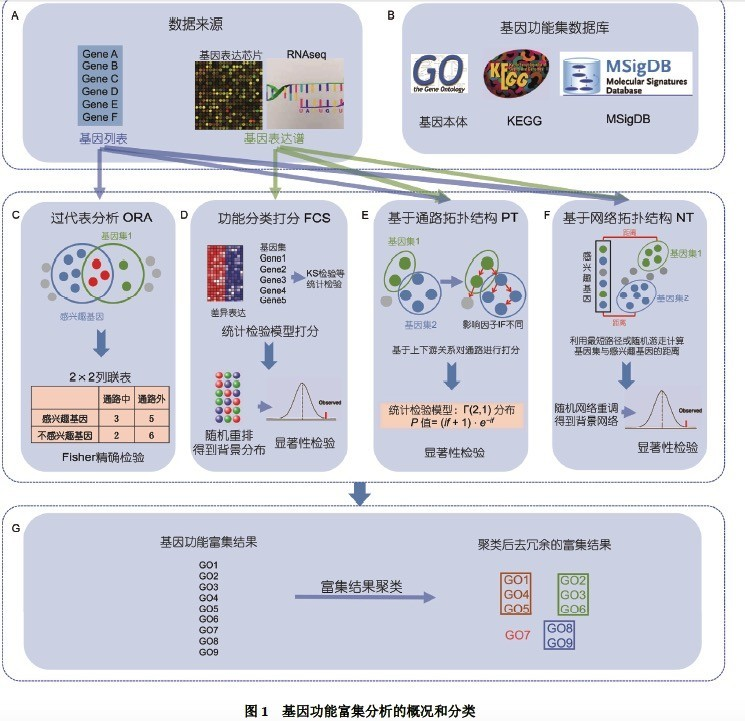 A
数据来源
Gene A
Gene B
Gene C
Gene D
Gene E
Gene F
基因列表
基因表达芯片
RNAseq
基因表达谱
B
基因功能集数据库
GO
the Gene Ontology
基因本体
KEGG
KEGG
MSigDB
Molecular Signatures
Database
MSigDB
C
过代表分析 ORA
基因集1
感兴趣基因
2×2列联表
通路中 通路外
感兴趣基因 3 5
不感兴趣基因 2 6
Fisher精确检验
D
功能分类打分 FCS
基因集
Gene1
Gene2
Gene3
Gene4
Gene5
KS检验等
统计检验
差异表达
统计检验模型打分
随机重排
得到背景分布
Observed
显著性检验
E
基于通路拓扑结构 PT
基因集1
基因集2
影响因子IF不同
基于上下游关系对通路进行打分
统计检验模型: Γ(2,1) 分布
P 值= (if + 1) · e⁻ⁱᶠ
显著性检验
F
基于网络拓扑结构 NT
距离
感兴趣基因
基因集1
基因集2
距离
利用最短路径或随机游走计算
基因集与感兴趣基因的距离
随机网络重调
得到背景网络
Observed
显著性检验
G
基因功能富集结果
GO1
GO2
GO3
GO4
GO5
GO6
GO7
GO8
GO9
富集结果聚类
聚类后去冗余的富集结果
GO1
GO4
GO5
GO2
GO3
GO6
GO7
GO8
GO9
图 1 基因功能富集分析的概况和分类